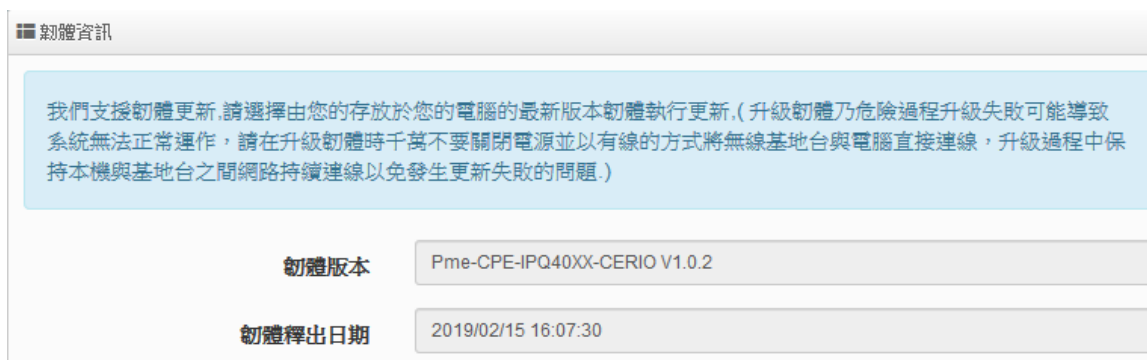 韌體資訊
我們支援韌體更新,請選擇由您的存放於您的電腦的最新版本韌體執行更新,( 升級韌體乃危險過程升級失敗可能導致
系統無法正常運作，請在升級韌體時千萬不要關閉電源並以有線的方式將無線基地台與電腦直接連線，升級過程中保
持本機與基地台之間網路持續連線以免發生更新失敗的問題.)
韌體版本 Pme-CPE-IPQ40XX-CERIO V1.0.2
韌體釋出日期 2019/02/15 16:07:30